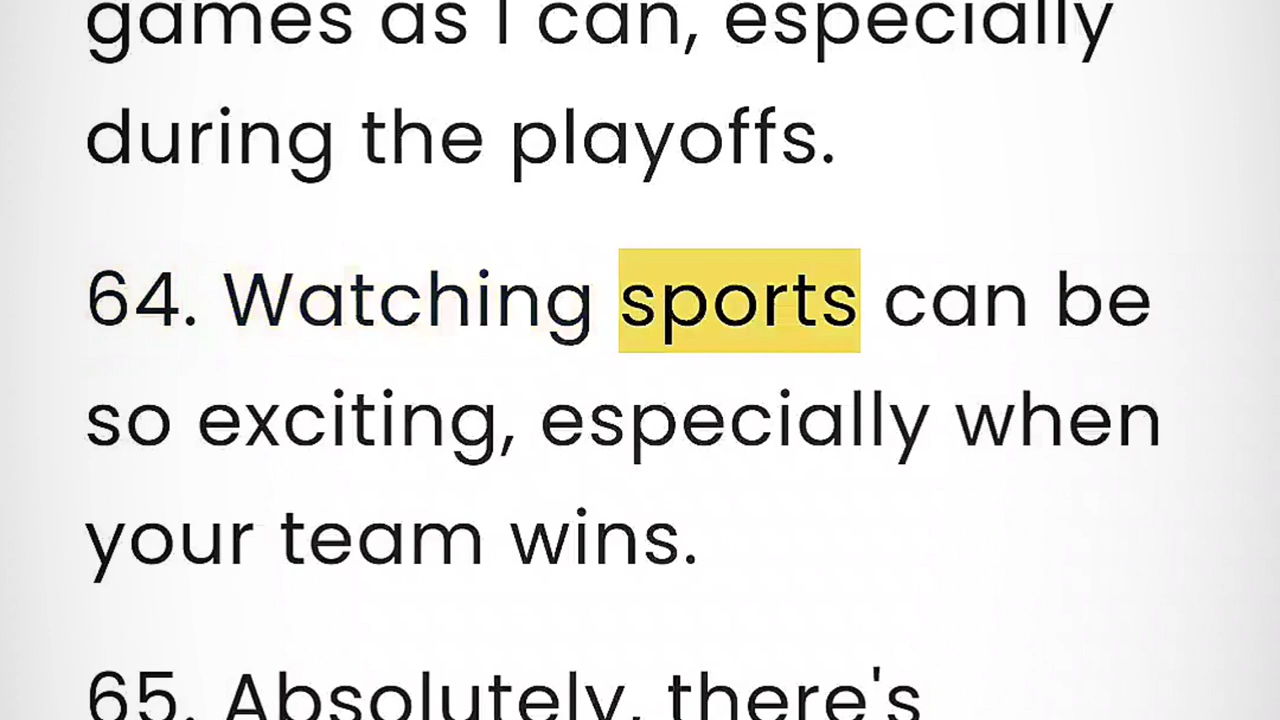 games as I can, especially
during the playoffs.
64. Watching sports can be
so exciting, especially when
your team wins.
65. Absolutely, there's